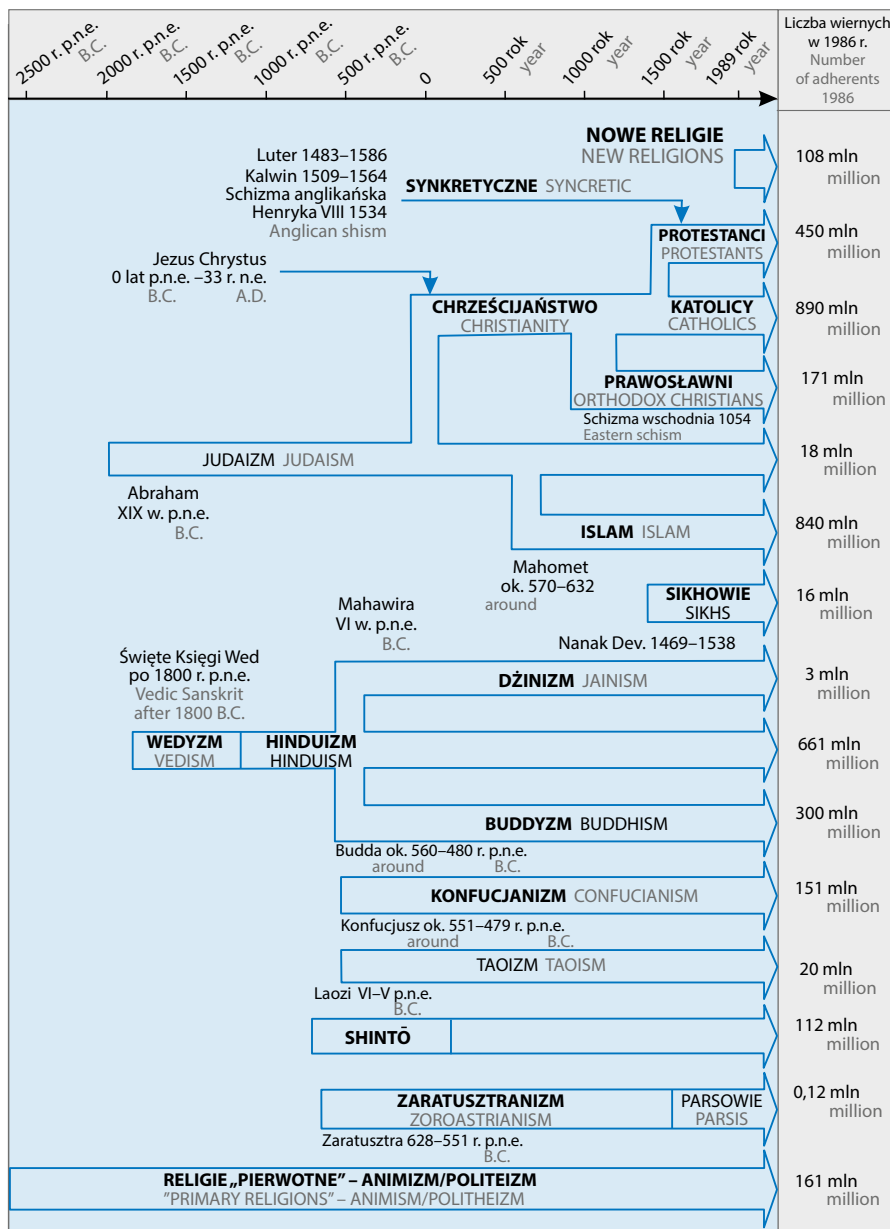 2500 r. p.n.e.
B.C.
2000 r. p.n.e.
B.C.
1500 r. p.n.e.
B.C.
1000 r. p.n.e.
B.C.
500 r. p.n.e.
B.C.
0
500 rok
year
1000 rok
year
1500 rok
year
1989 rok
year
Liczba wiernych
w 1986 r.
Number
of adherents
1986
NOWE RELIGIE
NEW RELIGIONS
108 mln
million
Luter 1483–1586
Kalwin 1509–1564
Schizma anglikańska
Henryka VIII 1534
Anglican shism
SYNKRETYCZNE SYNCRETIC
PROTESTANCI
PROTESTANTS
450 mln
million
Jezus Chrystus
0 lat p.n.e. –33 r. n.e.
B.C. A.D.
CHRZEŚCIJAŃSTWO
CHRISTIANITY
KATOLICY
CATHOLICS
890 mln
million
PRAWOSŁAWNI
ORTHODOX CHRISTIANS
171 mln
million
Schizma wschodnia 1054
Eastern schism
JUDAIZM JUDAISM
18 mln
million
Abraham
XIX w. p.n.e.
B.C.
ISLAM ISLAM
840 mln
million
Mahomet
ok. 570–632
around
SIKHOWIE
SIKHS
16 mln
million
Nanak Dev. 1469–1538
Mahawira
VI w. p.n.e.
B.C.
DŻINIZM JAINISM
3 mln
million
Święte Księgi Wed
po 1800 r. p.n.e.
Vedic Sanskrit
after 1800 B.C.
WEDYZM
VEDISM
HINDUIZM
HINDUISM
661 mln
million
BUDDYZM BUDDHISM
300 mln
million
Budda ok. 560–480 r. p.n.e.
around B.C.
KONFUCJANIZM CONFUCIANISM
151 mln
million
Konfucjusz ok. 551–479 r. p.n.e.
around B.C.
TAOIZM TAOISM
20 mln
million
Laozi VI–V p.n.e.
B.C.
SHINTŌ
112 mln
million
ZARATUSZTRANIZM
ZOROASTRIANISM
PARSOWIE
PARSIS
0,12 mln
million
Zaratusztra 628–551 r. p.n.e.
B.C.
RELIGIE „PIERWOTNE” – ANIMIZM/POLITEIZM
”PRIMARY RELIGIONS” – ANIMISM/POLITHEIZM
161 mln
million